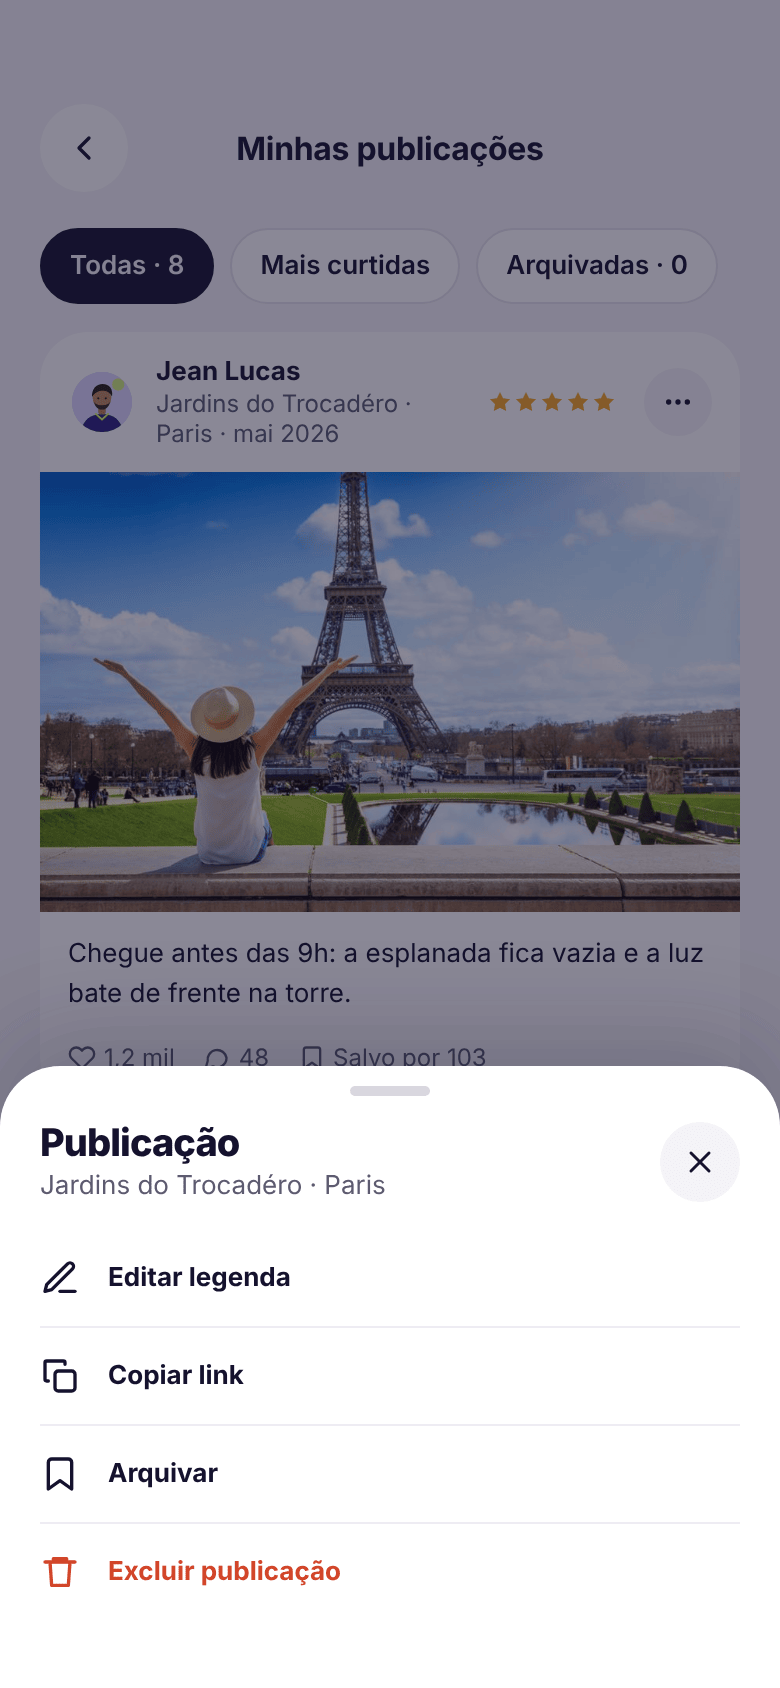 Minhas publicações
Todas · 8
Mais curtidas
Arquivadas · 0
Jean Lucas
Jardins do Trocadéro ·
Paris · mai 2026
Chegue antes das 9h: a esplanada fica vazia e a luz
bate de frente na torre.
1,2 mil 48 Salvo por 103
Publicação
Jardins do Trocadéro · Paris
Editar legenda
Copiar link
Arquivar
Excluir publicação